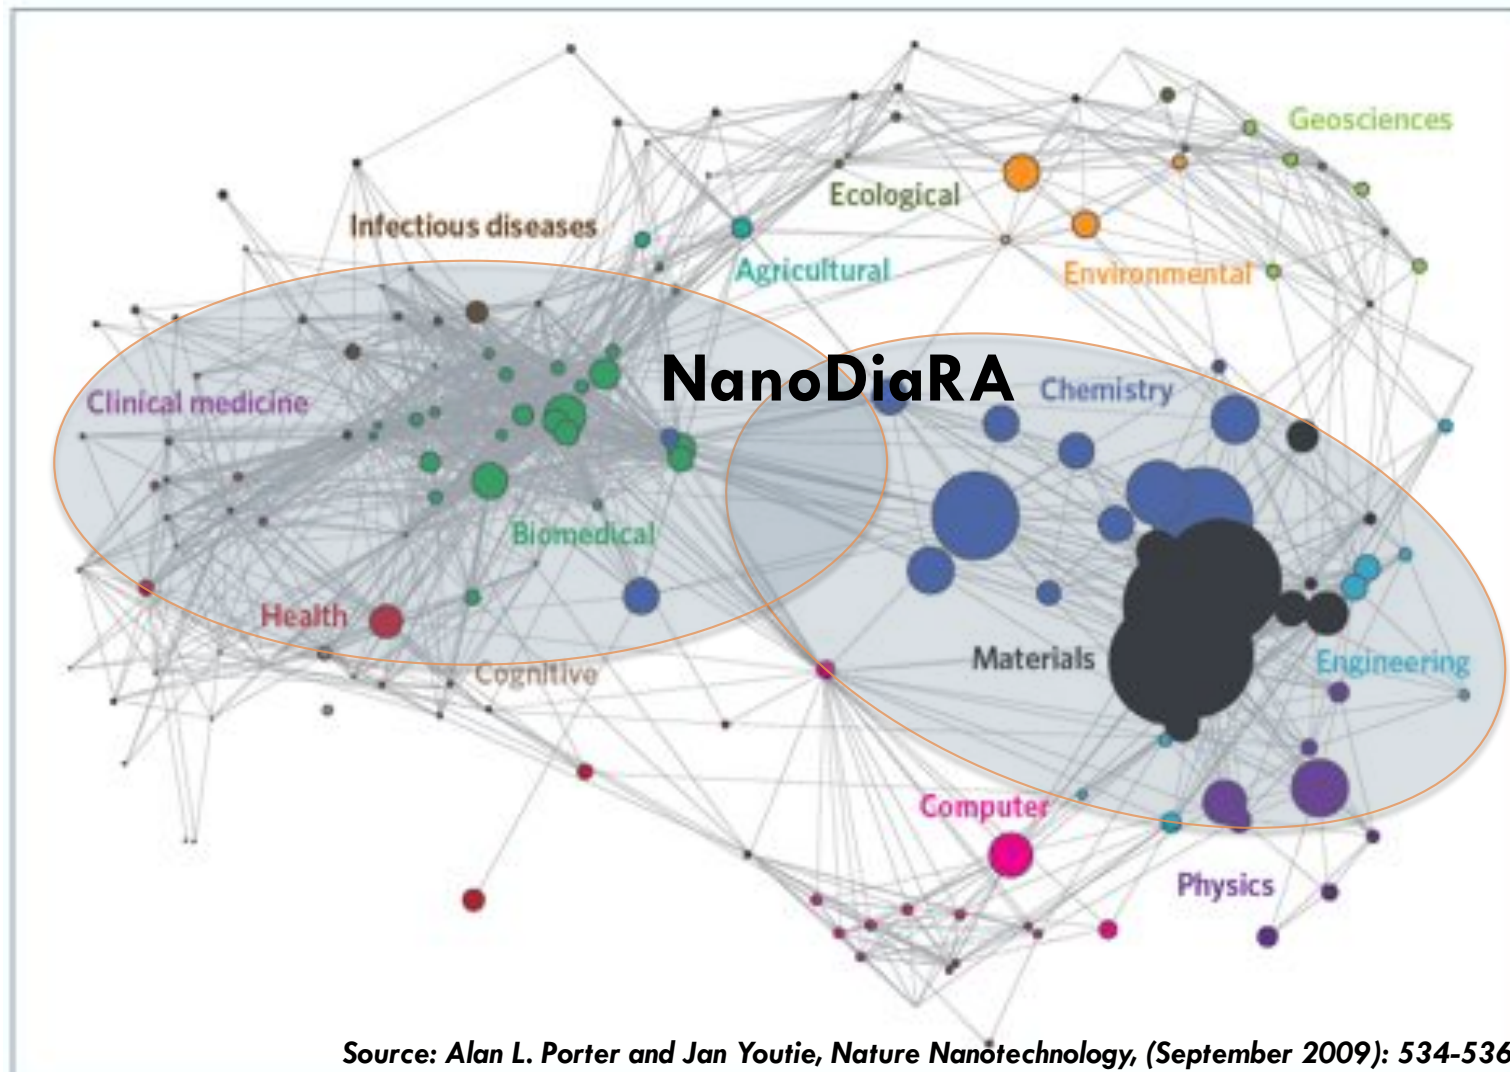 Geosciences
Ecological
Infectious diseases
Agricultural
Environmental
NanoDiaRA
Chemistry
Clinical medicine
Biomedical
Health
Materials
Engineering
Cognitive
Computer
Physics
Source: Alan L. Porter and Jan Youtie, Nature Nanotechnology, (September 2009): 534-536